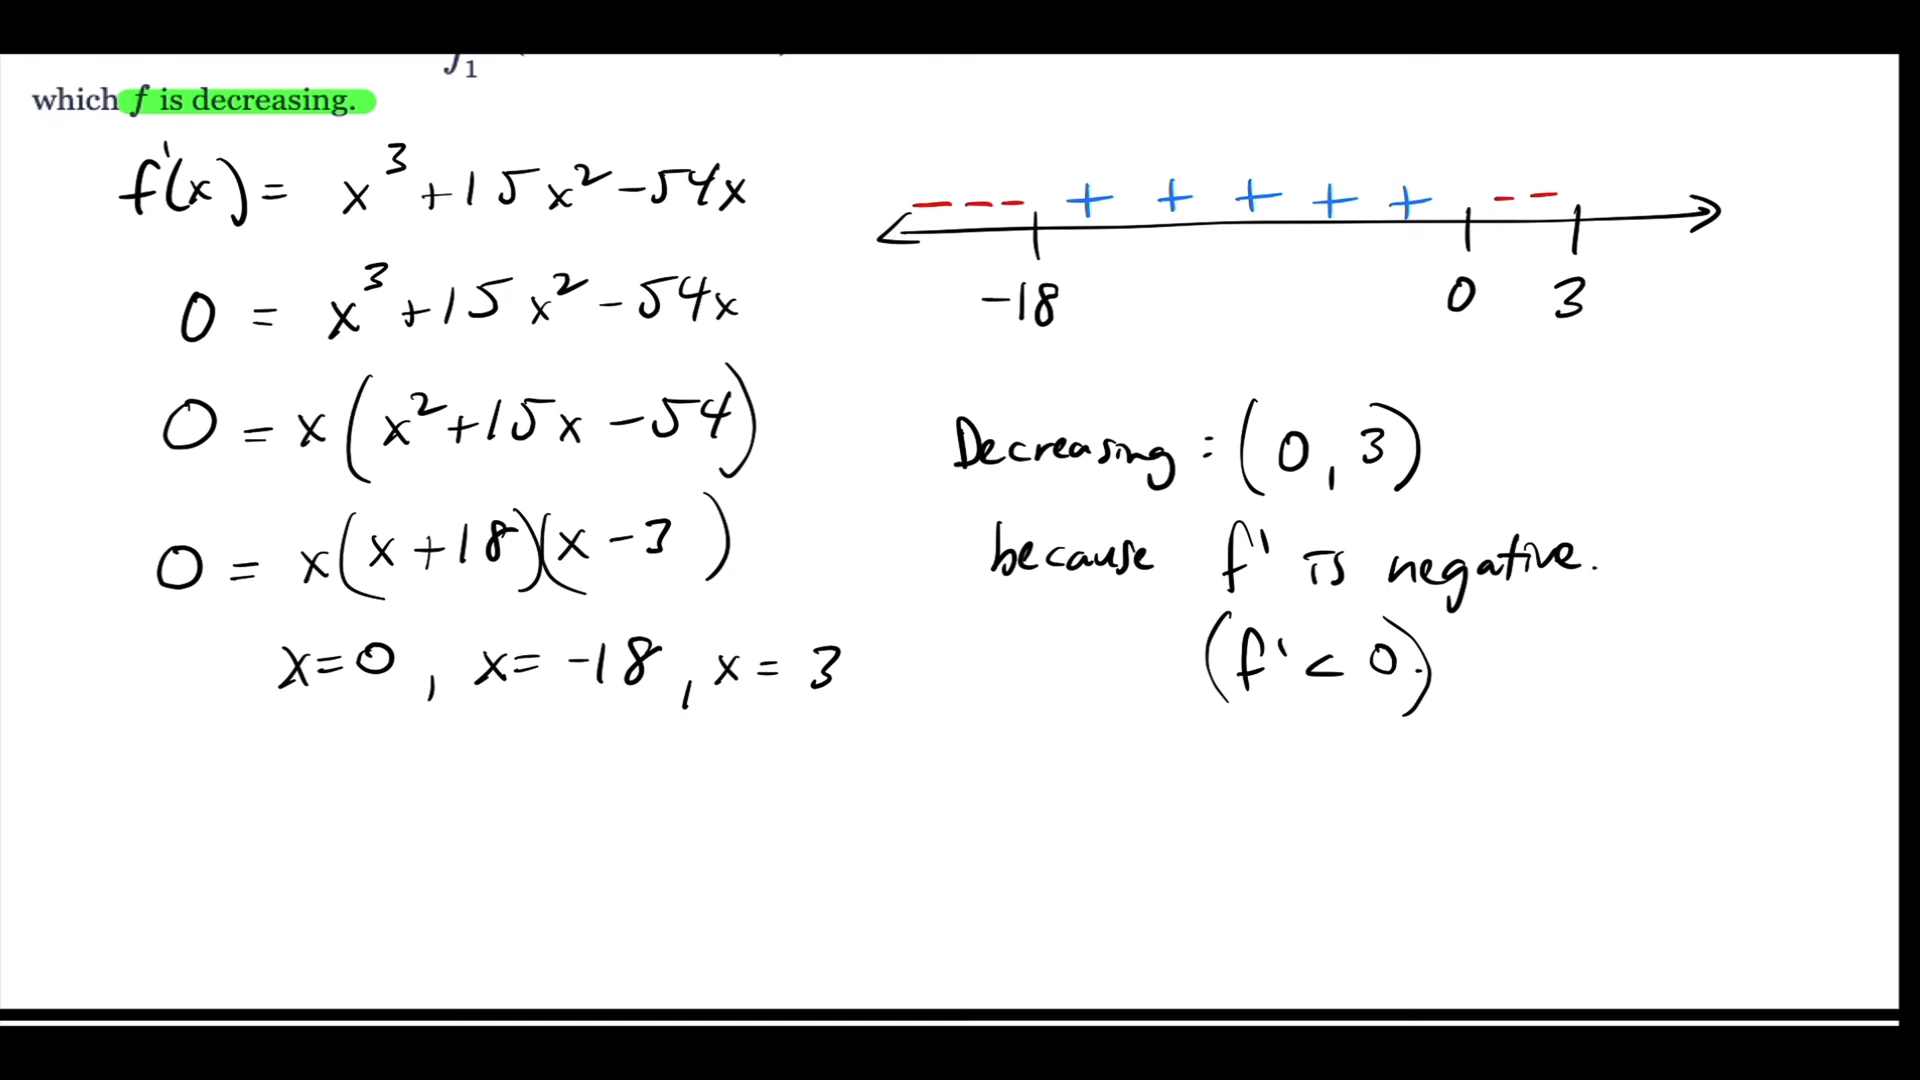 which f is decreasing.
f'(x) = x³ + 15x² - 54x
0 = x³ + 15x² - 54x
0 = x(x² + 15x - 54)
0 = x(x + 18)(x - 3)
x=0, x= -18, x = 3
--- + + + + + --
-18 0 3
Decreasing : (0, 3)
because f' is negative.
(f' < 0.)